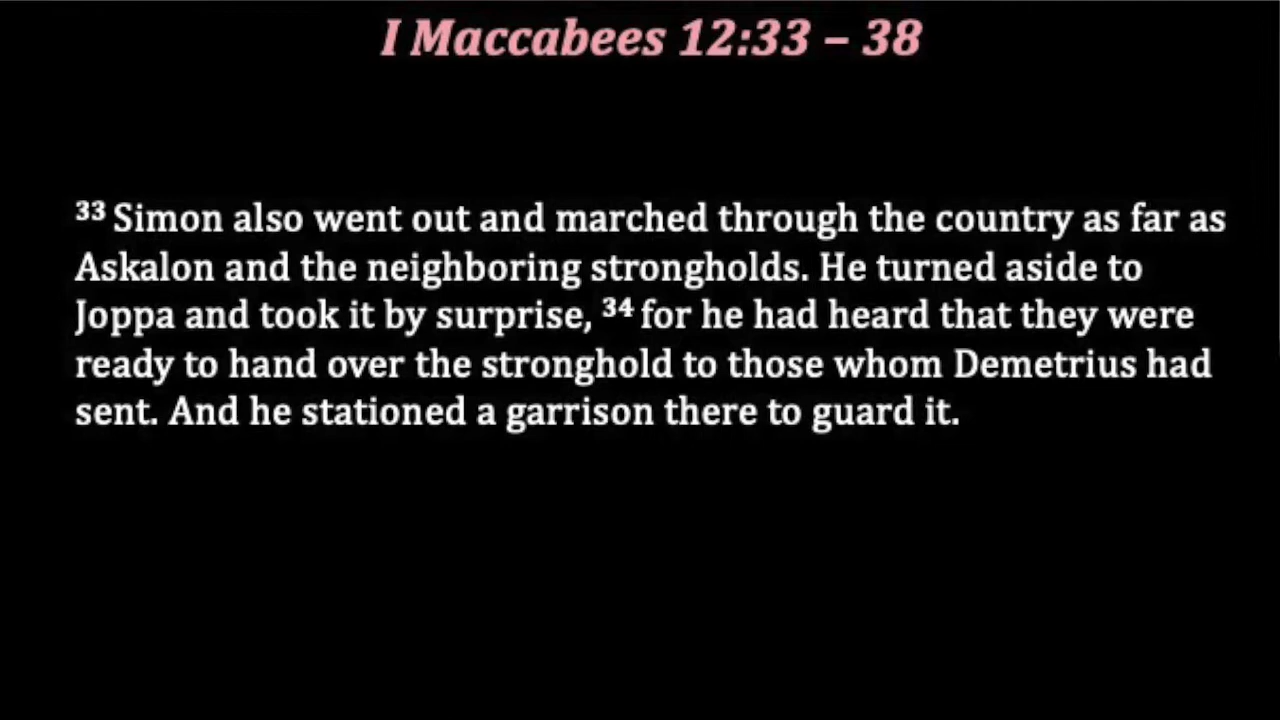 I Maccabees 12:33 – 38
³³ Simon also went out and marched through the country as far as
Askalon and the neighboring strongholds. He turned aside to
Joppa and took it by surprise, ³⁴ for he had heard that they were
ready to hand over the stronghold to those whom Demetrius had
sent. And he stationed a garrison there to guard it.